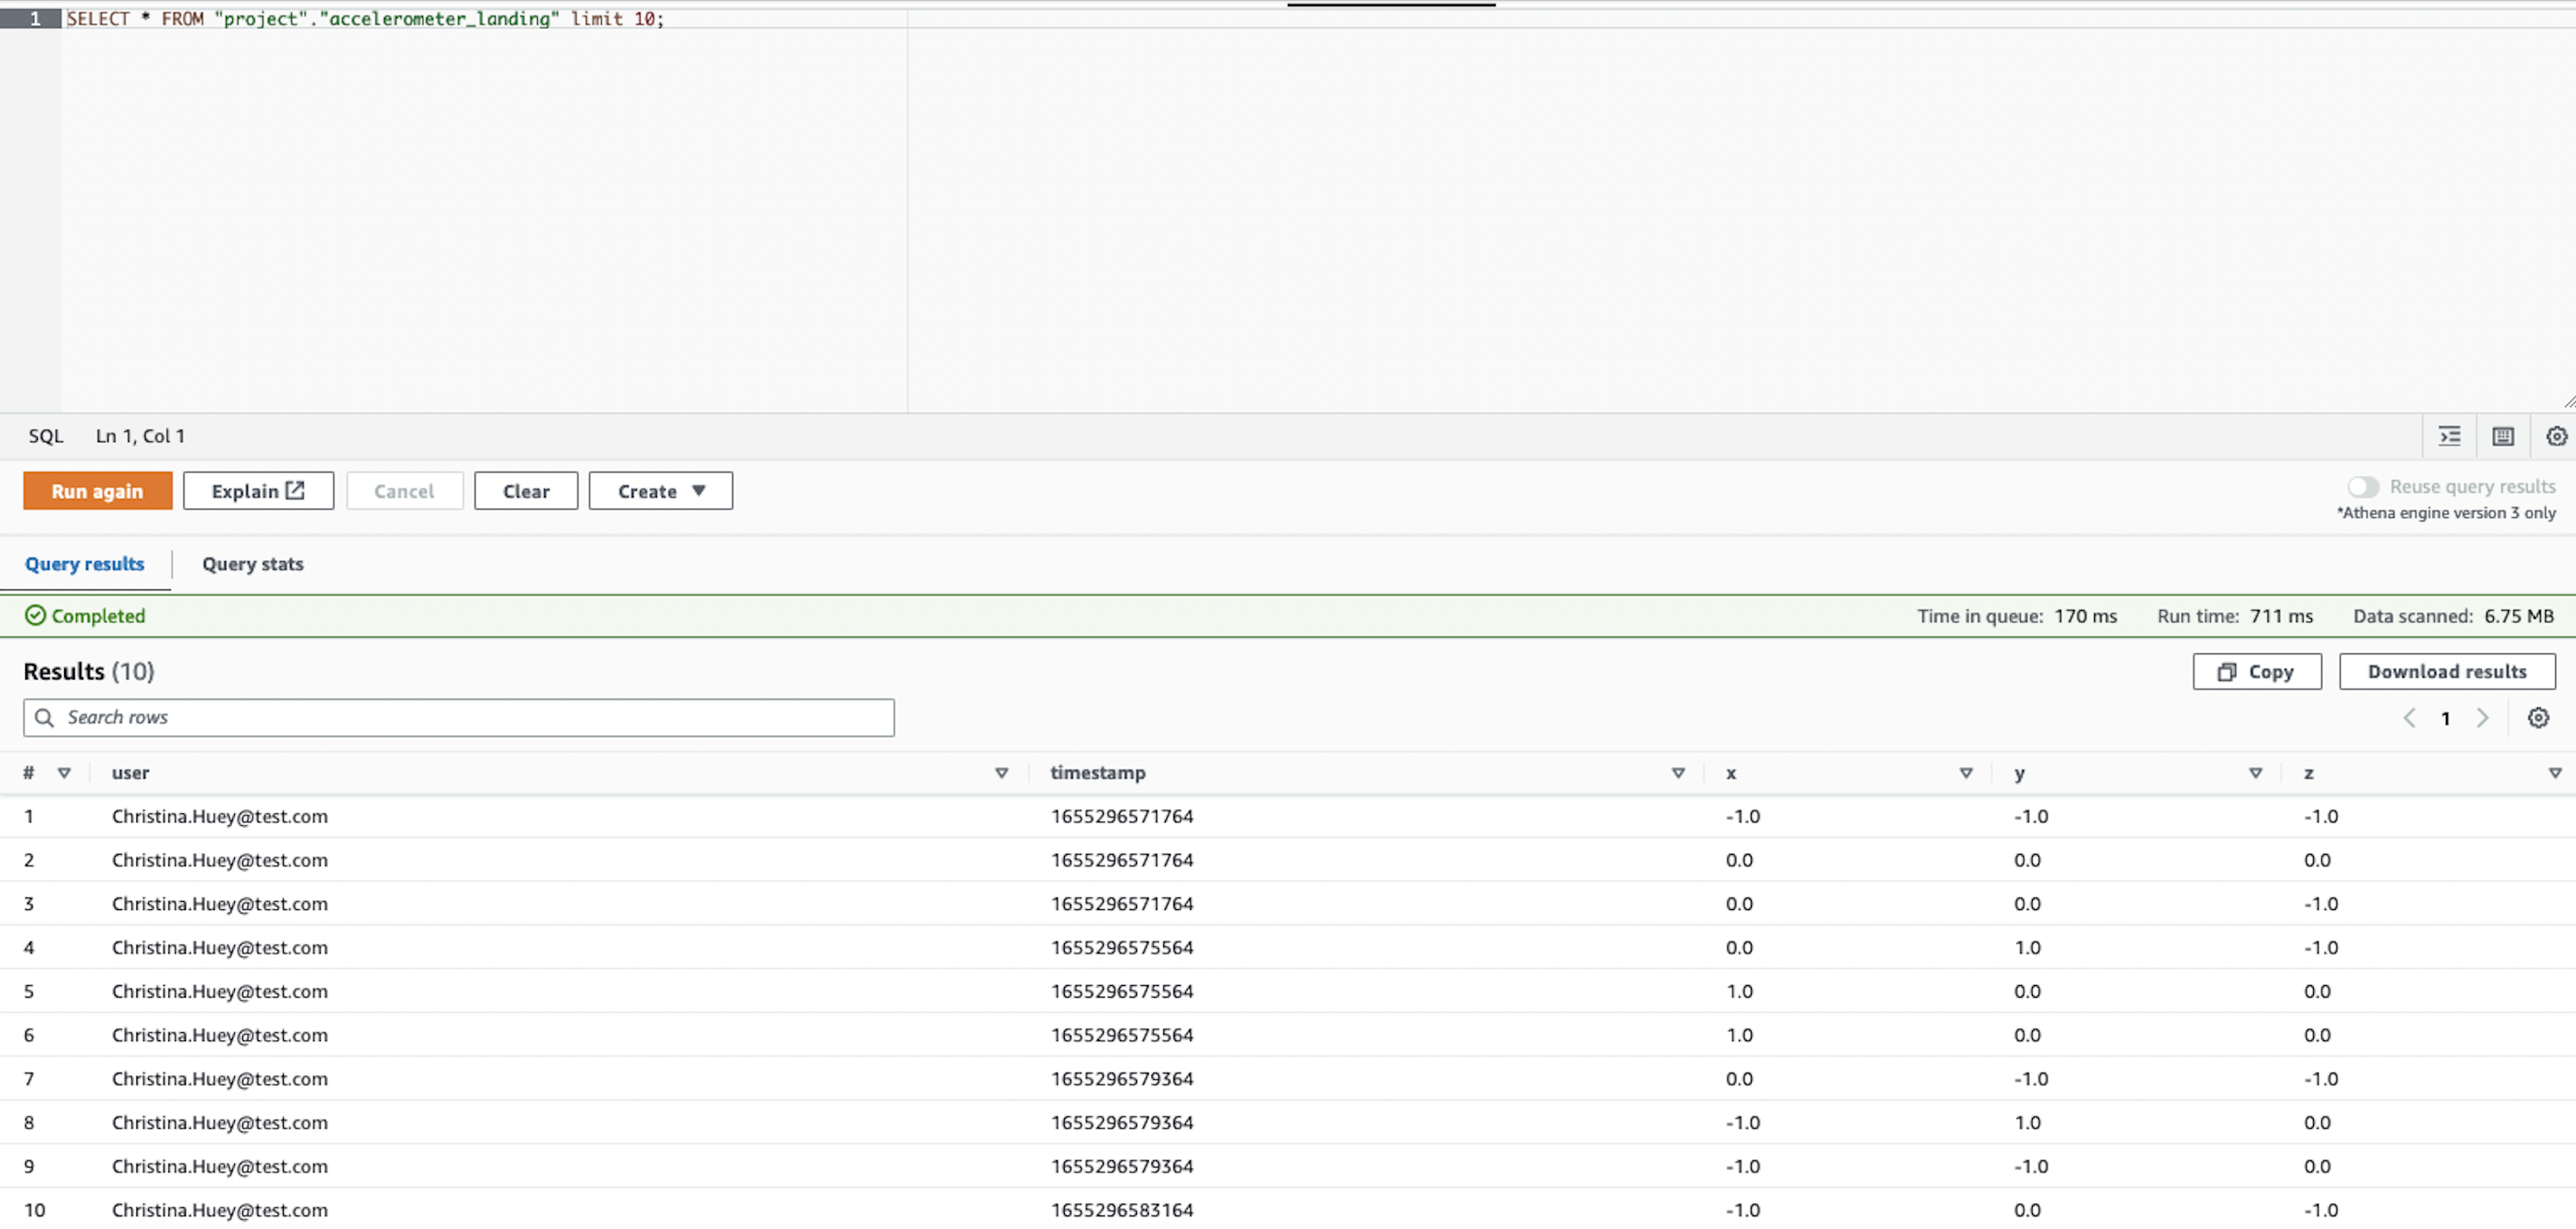 1 SELECT * FROM "project"."accelerometer_landing" limit 10;
SQL Ln 1, Col 1
Run again Explain Cancel Clear Create Reuse query results
*Athena engine version 3 only
Query results Query stats
Completed Time in queue: 170 ms Run time: 711 ms Data scanned: 6.75 MB
Results (10) Copy Download results
Search rows 1
# user timestamp x y z
1 Christina.Huey@test.com 1655296571764 -1.0 -1.0 -1.0
2 Christina.Huey@test.com 1655296571764 0.0 0.0 0.0
3 Christina.Huey@test.com 1655296571764 0.0 0.0 -1.0
4 Christina.Huey@test.com 1655296575564 0.0 1.0 -1.0
5 Christina.Huey@test.com 1655296575564 1.0 0.0 0.0
6 Christina.Huey@test.com 1655296575564 1.0 0.0 0.0
7 Christina.Huey@test.com 1655296579364 0.0 -1.0 -1.0
8 Christina.Huey@test.com 1655296579364 -1.0 1.0 0.0
9 Christina.Huey@test.com 1655296579364 -1.0 -1.0 0.0
10 Christina.Huey@test.com 1655296583164 -1.0 0.0 -1.0